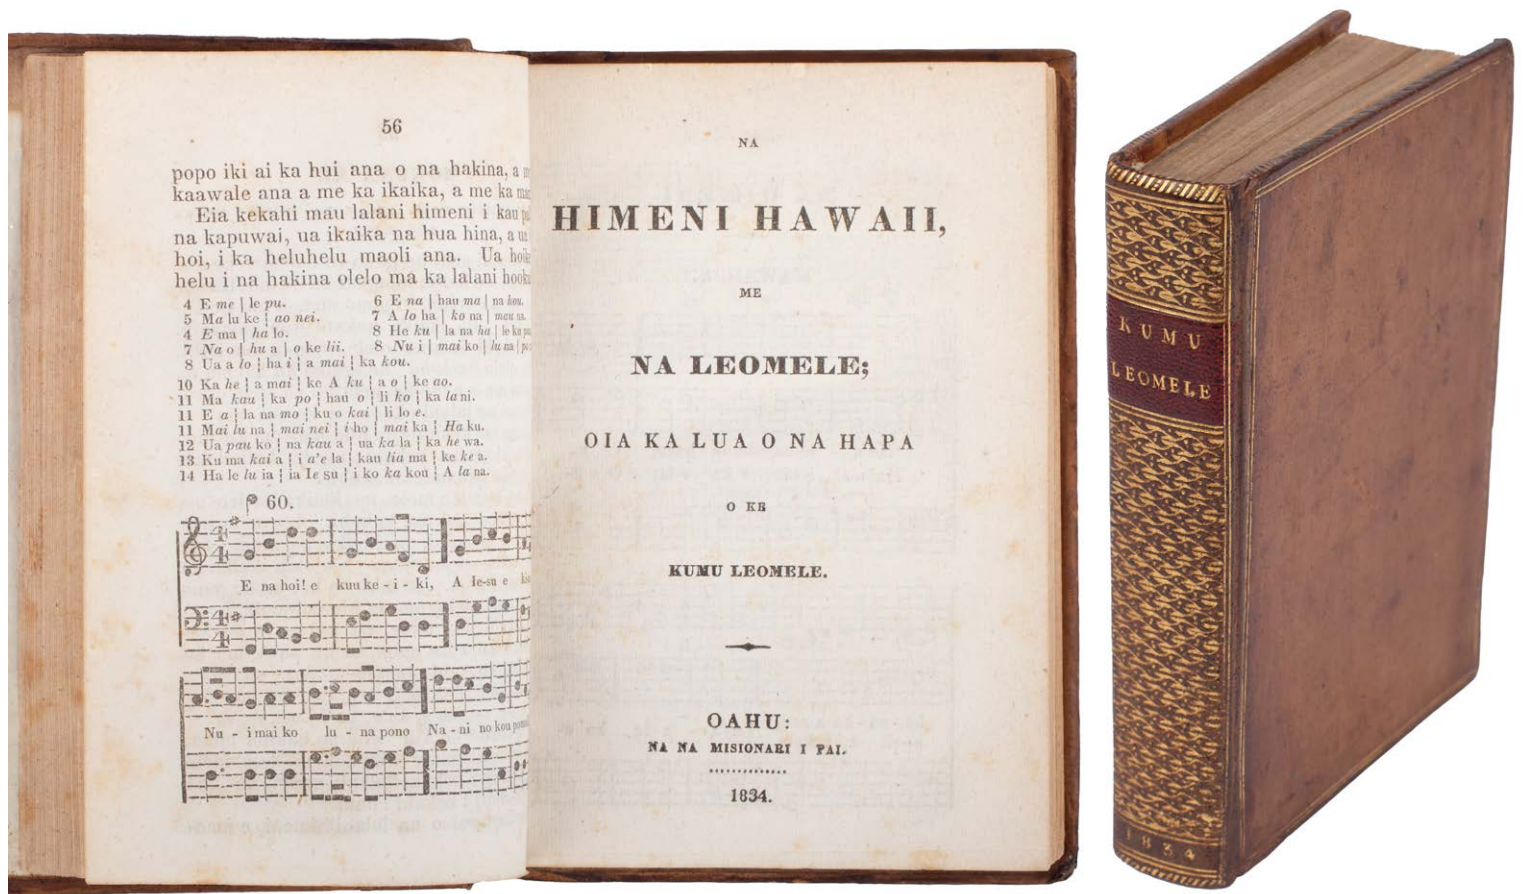 56
popo iki ai ka hui ana o na hakina, a
kaawale ana a me ka ikaika, a me ka
Eia kekahi mau lalani himeni i kau
na kapuwai, ua ikaika na hua hina, a ua
hoi, i ka heluhelu maoli ana. Ua
helu i na hakina olelo ma ka lalani
4 E me | le pu.
5 Ma lu ke ¦ ao nei.
4 E ma | ha lo.
7 Na o | hu a | o ke lii.
8 Ua a lo ¦ ha i ¦ a mai ¦ ka kou.
6 E na | hau ma | na hou.
7 A lo ha | ko na | mau ua.
8 He ku | la na ha | le ka
8 Nu i | mai ko | lu na |
10 Ka he ¦ a mai ¦ ke A ku ¦ a o ¦ ke ao.
11 Ma kau ¦ ka po ¦ hau o ¦ li ko ¦ ka la ni.
11 E a ¦ la na mo ¦ ku o kai | li lo e.
11 Mai lu na ¦ mai nei ¦ i-ho ¦ mai ka ¦ Ha ku.
12 Ua pau ko ¦ na kau a ¦ ua ka la ¦ ka he wa.
13 Ku ma kai a ¦ i a'e la ¦ kau lia ma ¦ ke ke a.
14 Ha le lu ia ¦ ia Ie su ¦ i ko ka kou ¦ A la na.
60.
4
4
E na hoi! e kuu ke - i - ki, A Ie-su e
4
4
Nu - i mai ko lu - na pono Na - ni no kou
NA
HIMENI HAWAII,
ME
NA LEOMELE;
OIA KA LUA O NA HAPA
O KE
KUMU LEOMELE.
OAHU:
NA NA MISIONARI I PAI.
1834.
KUMU
LEOMELE
1834